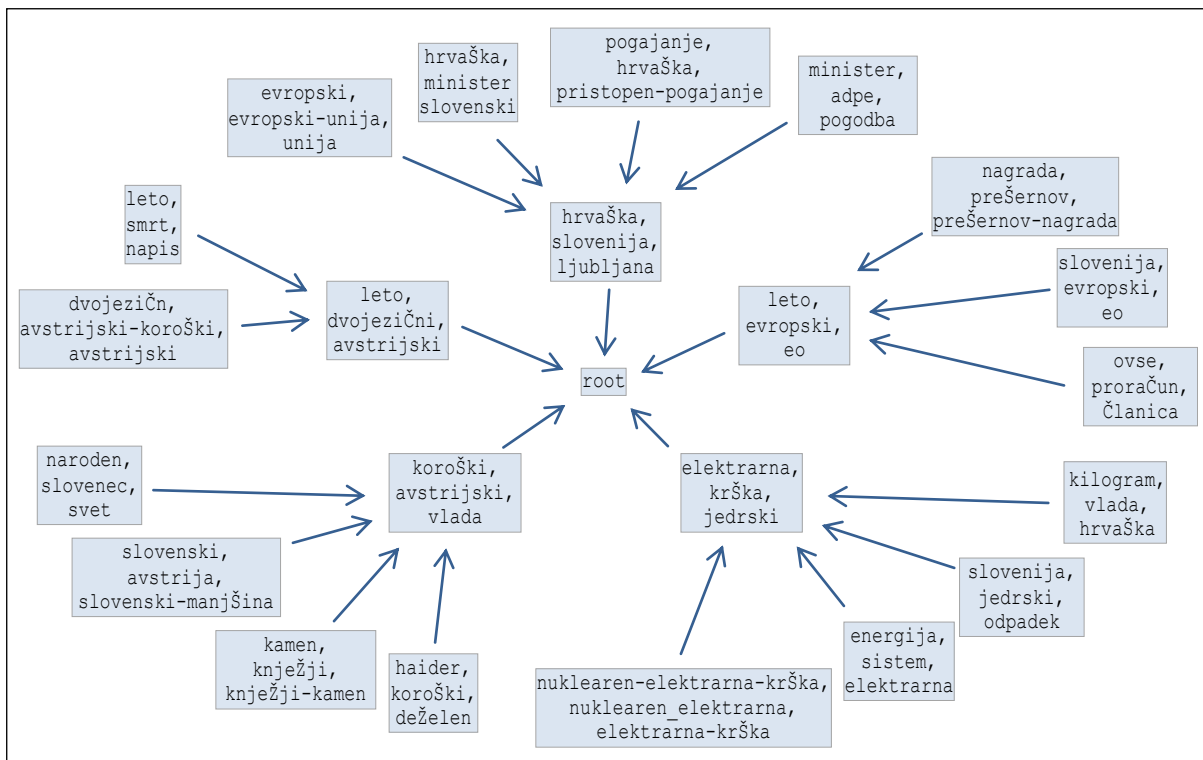 pogajanje,
hrvaŠka,
pristopen-pogajanje
hrvaŠka,
minister
slovenski
minister,
adpe,
pogodba
evropski,
evropski-unija,
unija
nagrada,
preŠernov,
preŠernov-nagrada
leto,
smrt,
napis
hrvaŠka,
slovenija,
ljubljana
slovenija,
evropski,
eo
dvojeziČn,
avstrijski-koroŠki,
avstrijski
leto,
dvojeziČni,
avstrijski
leto,
evropski,
eo
root
ovse,
proraČun,
Članica
naroden,
slovenec,
svet
koroŠki,
avstrijski,
vlada
elektrarna,
krŠka,
jedrski
kilogram,
vlada,
hrvaŠka
slovenski,
avstrija,
slovenski-manjŠina
slovenija,
jedrski,
odpadek
kamen,
knjeŽji,
knjeŽji-kamen
haider,
koroŠki,
deŽelen
nuklearen-elektrarna-krŠka,
nuklearen_elektrarna,
elektrarna-krŠka
energija,
sistem,
elektrarna